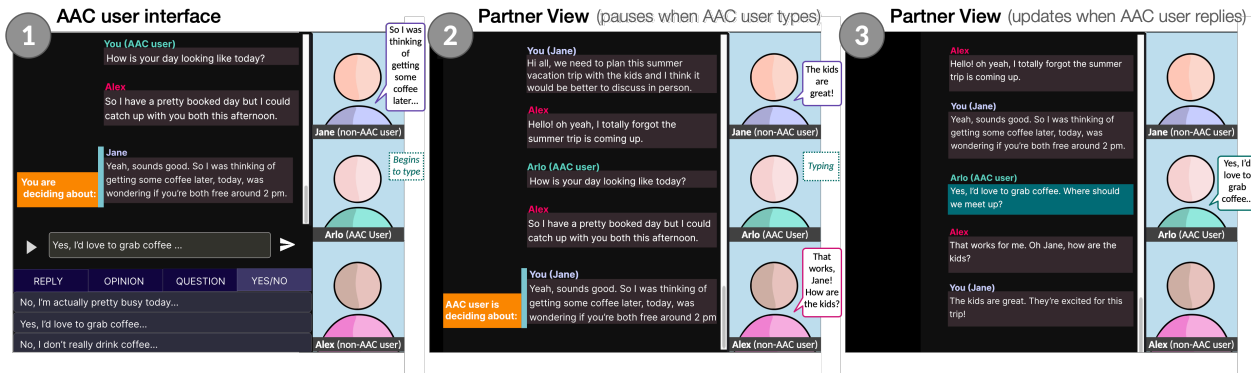 1
AAC user interface
You (AAC user)
How is your day looking like today?
Alex
So I have a pretty booked day but I could
catch up with you both this afternoon.
Jane
Yeah, sounds good. So I was thinking of
getting some coffee later, today, was
wondering if you're both free around 2 pm.
You are
deciding about:
Yes, I'd love to grab coffee ...
REPLY
OPINION
QUESTION
YES/NO
No, I'm actually pretty busy today...
Yes, I'd love to grab coffee...
No, I don't really drink coffee...
So I was
thinking
of
getting
some
coffee
later...
Jane (non-AAC user)
Begins
to type
Arlo (AAC User)
Alex (non-AAC user)
2
Partner View (pauses when AAC user types)
You (Jane)
Hi all, we need to plan this summer
vacation trip with the kids and I think it
would be better to discuss in person.
Alex
Hello! oh yeah, I totally forgot the
summer trip is coming up.
Arlo (AAC user)
How is your day looking like today?
Alex
So I have a pretty booked day but I could
catch up with you both this afternoon.
You (Jane)
Yeah, sounds good. So I was thinking of
getting some coffee later, today, was
wondering if you're both free around 2 pm
AAC user is
deciding about:
The kids
are
great!
Jane (non-AAC user)
Typing
Arlo (AAC User)
That
works,
Jane!
How are
the kids?
Alex (non-AAC user)
3
Partner View (updates when AAC user replies)
Alex
Hello! oh yeah, I totally forgot the summer
trip is coming up.
You (Jane)
Yeah, sounds good. So I was thinking of
getting some coffee later, today, was
wondering if you're both free around 2 pm.
Arlo (AAC user)
Yes, I'd love to grab coffee. Where should
we meet up?
Alex
That works for me. Oh Jane, how are the
kids?
You (Jane)
The kids are great. They're excited for this
trip!
Jane (non-AAC user)
Yes, I'd
love to
grab
coffee..
Arlo (AAC User)
Alex (non-AAC user)